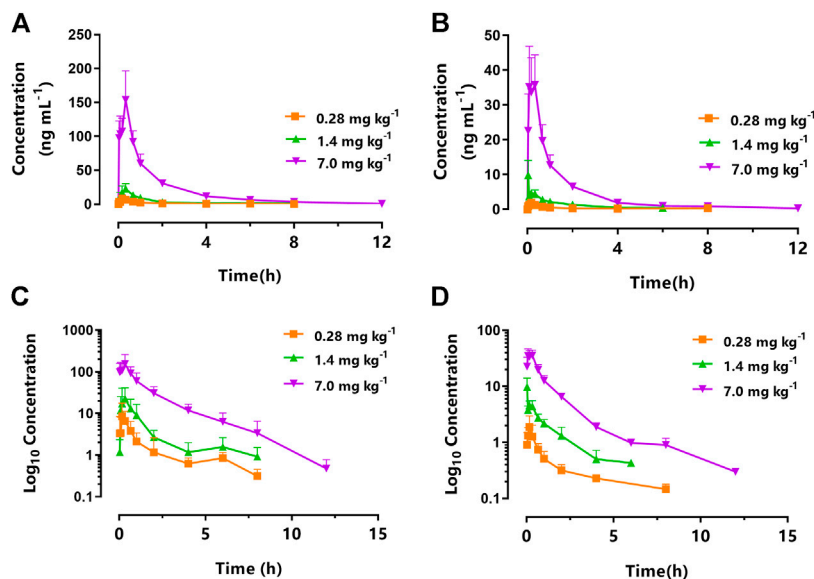 A
Concentration
(ng mL-1)
250
200
150
100
50
0
0
4
8
12
Time(h)
0.28 mg kg-1
1.4 mg kg-1
7.0 mg kg-1
B
Concentration
(ng mL-1)
50
40
30
20
10
0
0
4
8
12
Time(h)
0.28 mg kg-1
1.4 mg kg-1
7.0 mg kg-1
C
Log10 Concentration
1000
100
10
1
0.1
0
5
10
15
Time (h)
0.28 mg kg-1
1.4 mg kg-1
7.0 mg kg-1
D
Log10 Concentration
100
10
1
0.1
0
5
10
15
Time (h)
0.28 mg kg-1
1.4 mg kg-1
7.0 mg kg-1